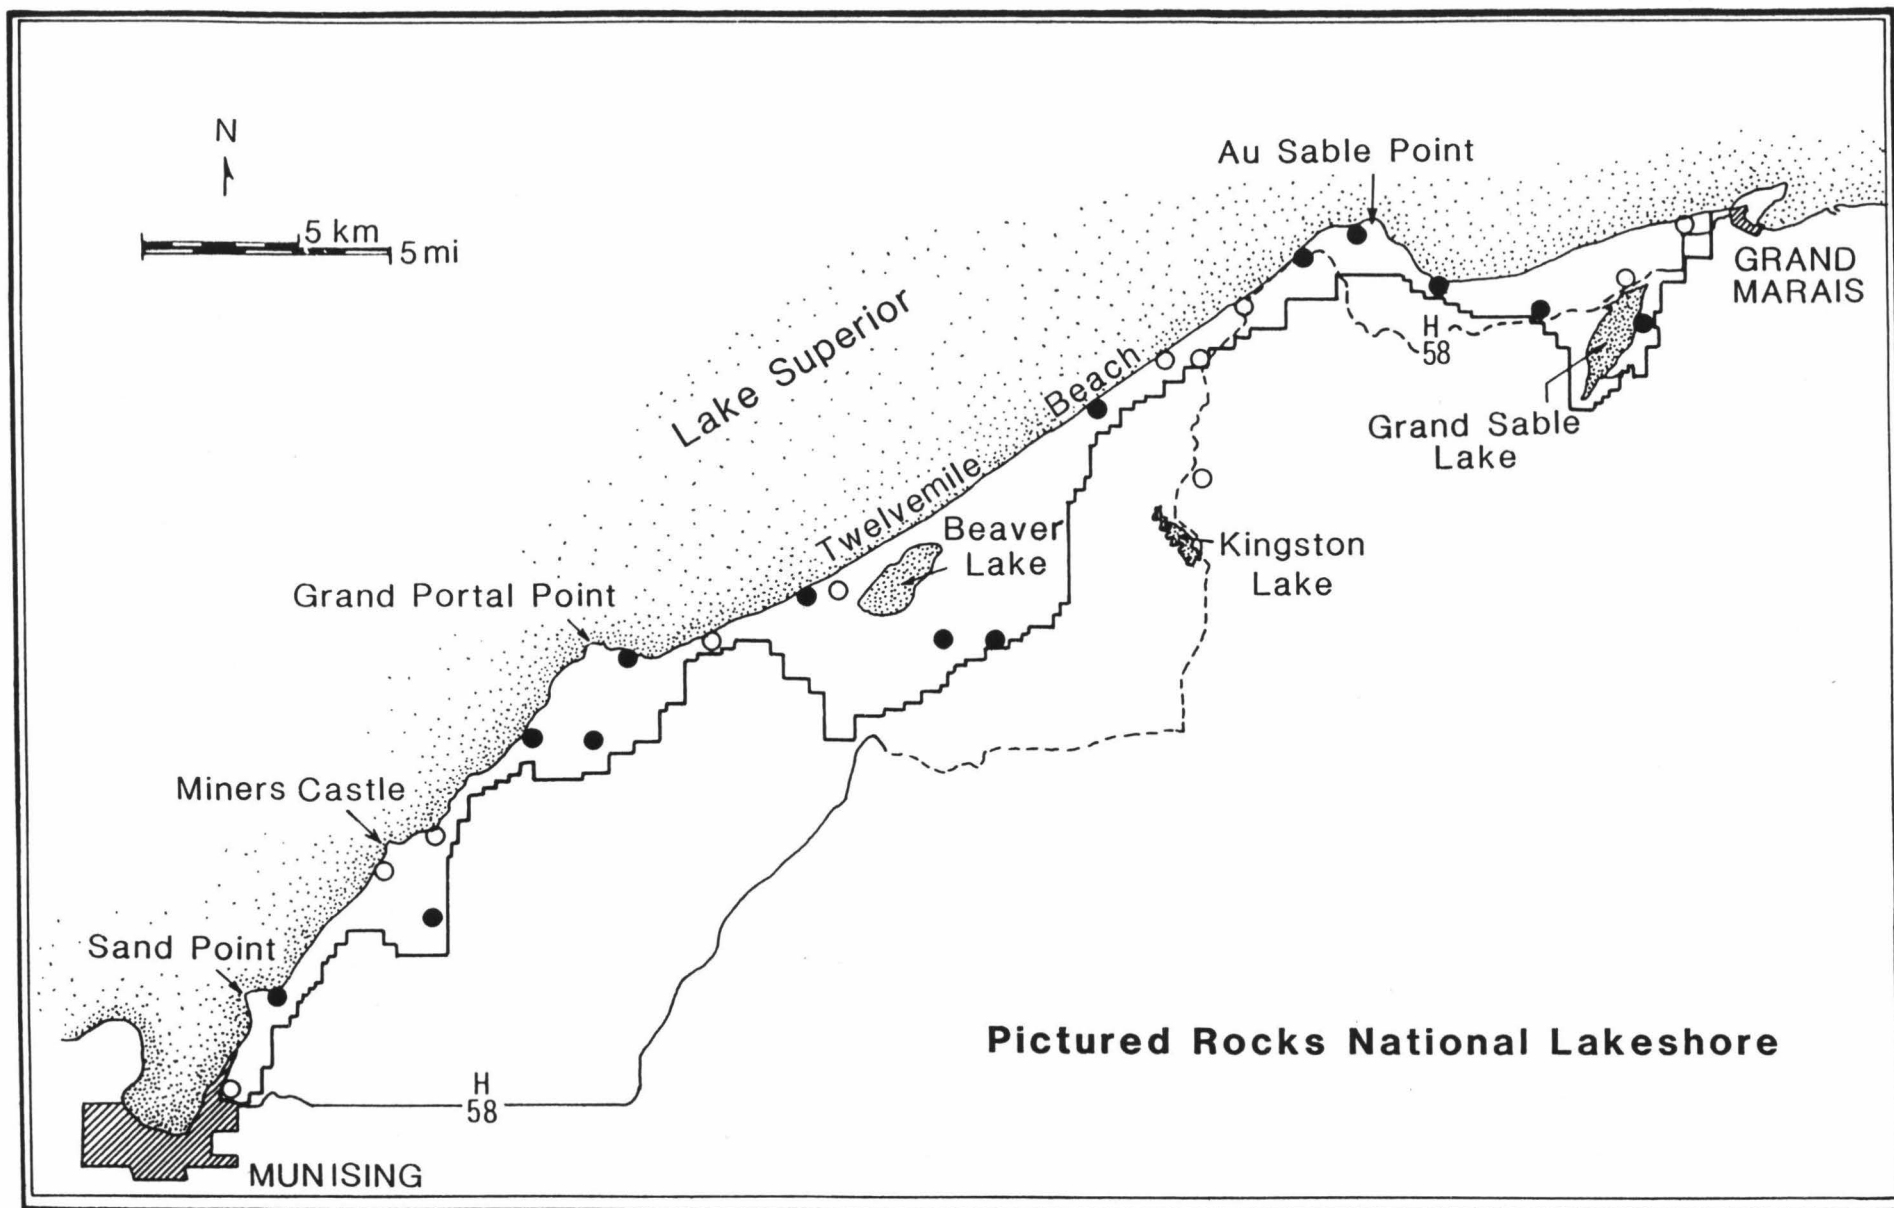 N
5 km
5 mi
Au Sable Point
GRAND
MARAIS
Lake Superior
H
58
Grand Sable
Lake
Twelvemile Beach
Beaver
Lake
Kingston
Lake
Grand Portal Point
Miners Castle
Sand Point
Pictured Rocks National Lakeshore
H
58
MUNISING